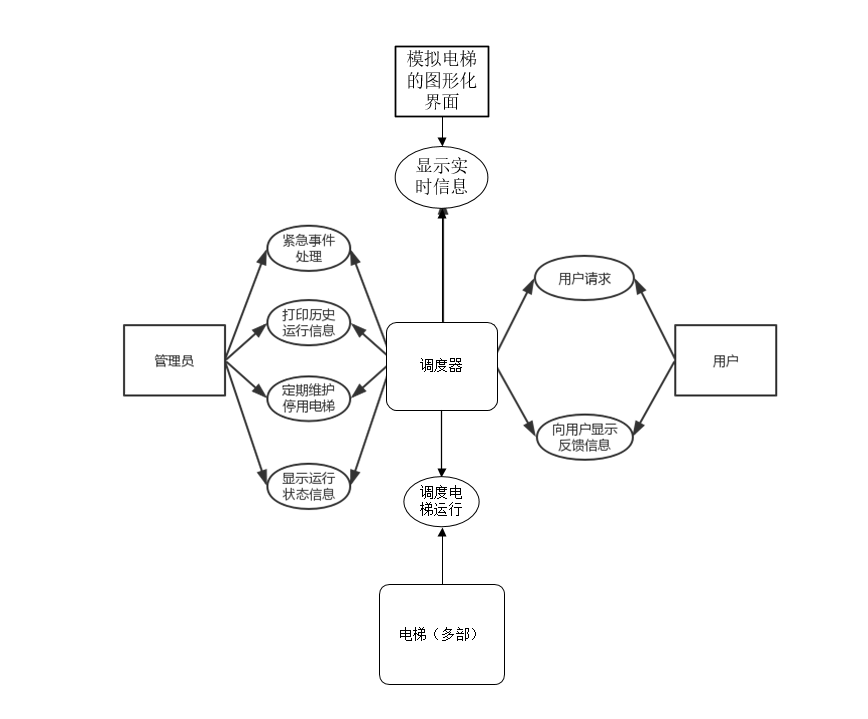 模拟电梯
的图形化
界面
显示实
时信息
紧急事件
处理
打印历史
运行信息
定期维护
停用电梯
显示运行
状态信息
管理员
调度器
用户请求
用户
向用户显示
反馈信息
调度电
梯运行
电梯（多部）